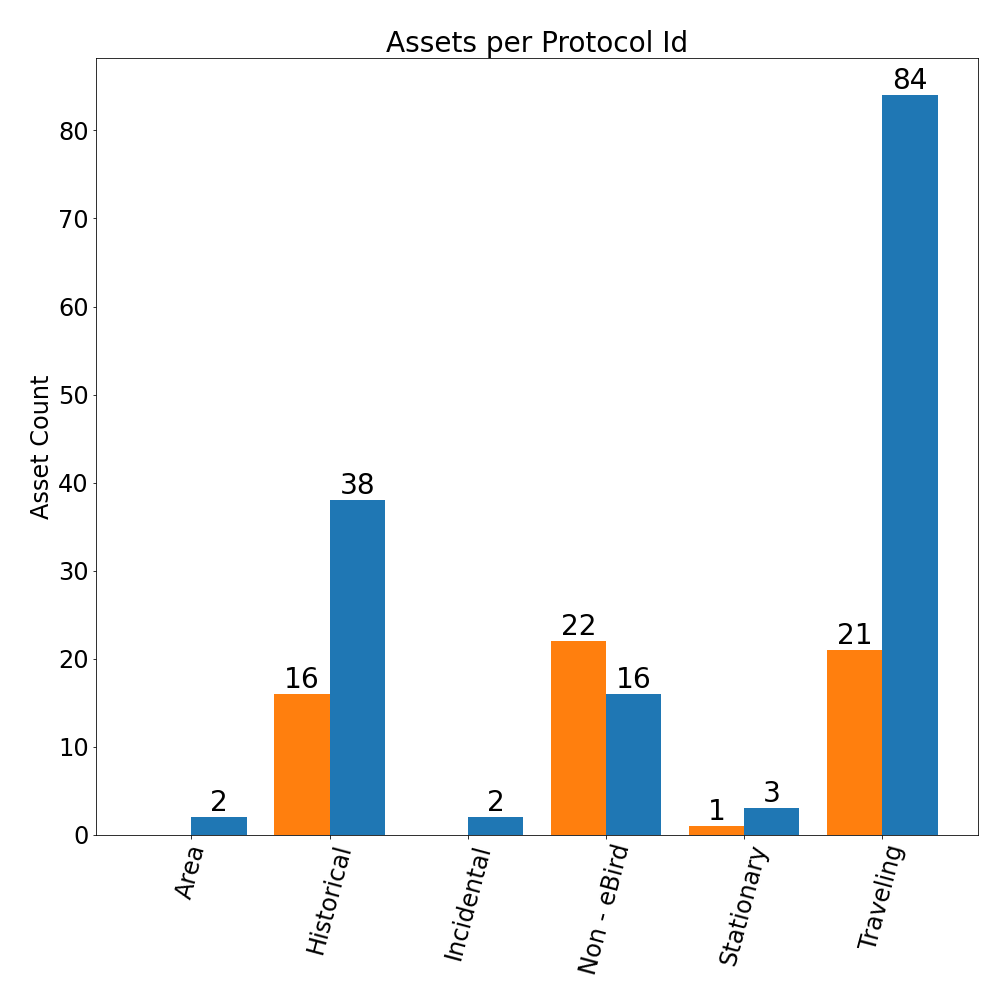 Assets per Protocol Id
Asset Count
80
70
60
50
40
30
20
10
0
2
16
38
2
22
16
1
3
21
84
Area
Historical
Incidental
Non - eBird
Stationary
Traveling